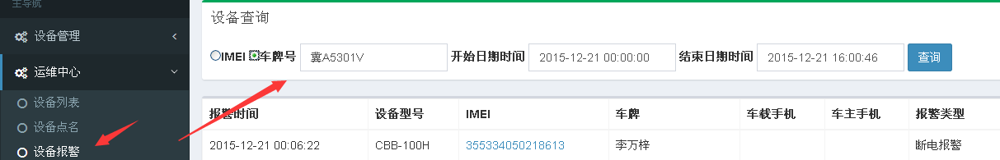 主导航
设备管理
运维中心
设备列表
设备点名
设备报警
设备查询
IMEI 车牌号 冀A5301V 开始日期时间 2015-12-21 00:00:00 结束日期时间 2015-12-21 16:00:46 查询
报警时间 设备型号 IMEI 车牌 车载手机 车主手机 报警类型
2015-12-21 00:06:22 CBB-100H 355334050218613 李万梓 断电报警